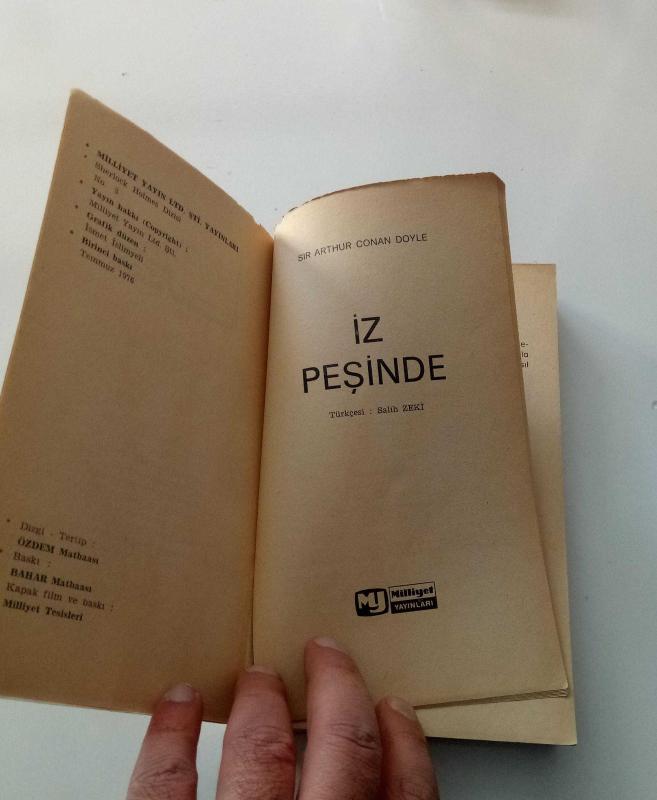 MİLLİYET YAYIN LTD. ŞTİ. YAYINLARI
Sherlock Holmes Dizisi
No. 3
Yayın hakkı (Copyright) :
Milliyet Yayın Ltd. Şti.
Grafik düzen :
İsmet İslimyeli
Birinci baskı
Temmuz 1976
Dizgi - Tertip :
ÖZDEM Matbaası
Baskı :
BAHAR Matbaası
Kapak film ve baskı :
Milliyet Tesisleri
SIR ARTHUR CONAN DOYLE
İZ
PEŞİNDE
Türkçesi : Salih ZEKİ
MY Milliyet
YAYINLARI